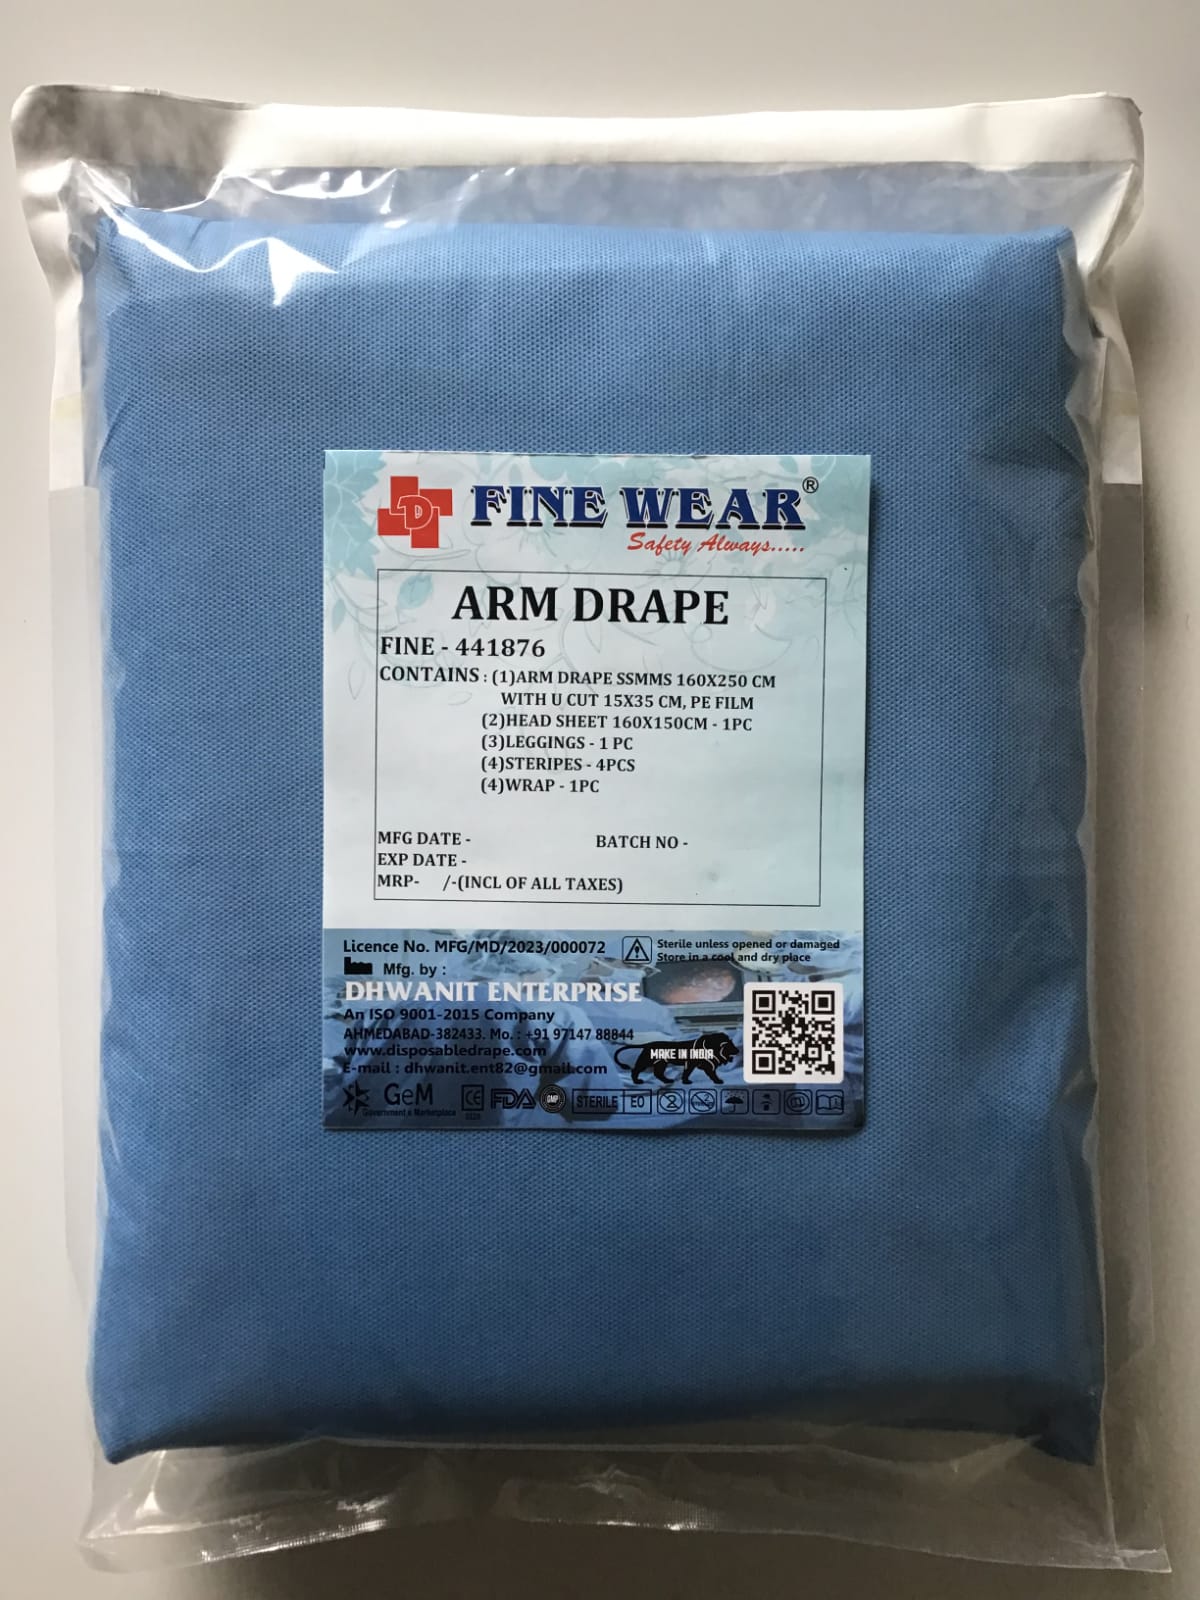 D
FINE WEAR®
Safety Always.....
ARM DRAPE
FINE - 441876
CONTAINS : (1)ARM DRAPE SSMMS 160X250 CM
WITH U CUT 15X35 CM, PE FILM
(2)HEAD SHEET 160X150CM - 1PC
(3)LEGGINGS - 1 PC
(4)STERIPES - 4PCS
(4)WRAP - 1PC
MFG DATE - BATCH NO -
EXP DATE -
MRP- /-(INCL OF ALL TAXES)
Licence No. MFG/MD/2023/000072
Sterile unless opened or damaged
Store in a cool and dry place
Mfg. by :
DHWANIT ENTERPRISE
An ISO 9001-2015 Company
AHMEDABAD-382433. Mo. : +91 97147 88844
www.disposabledrape.com
E-mail : dhwanit.ent82@gmail.com
MAKE IN INDIA
GeM
Government e Marketplace
CE FDA GMP STERILE EO